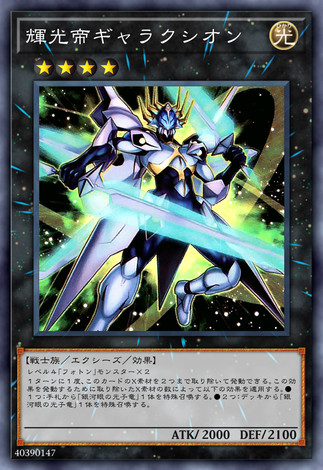 輝光帝ギャラクシオン
光
【戦士族／エクシーズ／効果】
レベル４「フォトン」モンスター×２
１ターンに１度、このカードのX素材を２つまで取り除いて発動できる。この効
果を発動するために取り除いたX素材の数によって以下の効果を適用する。●
１つ：手札から「銀河眼の光子竜」１体を特殊召喚する。●２つ：デッキから「銀
河眼の光子竜」１体を特殊召喚する。
ATK/ 2000 DEF/ 2100
40390147